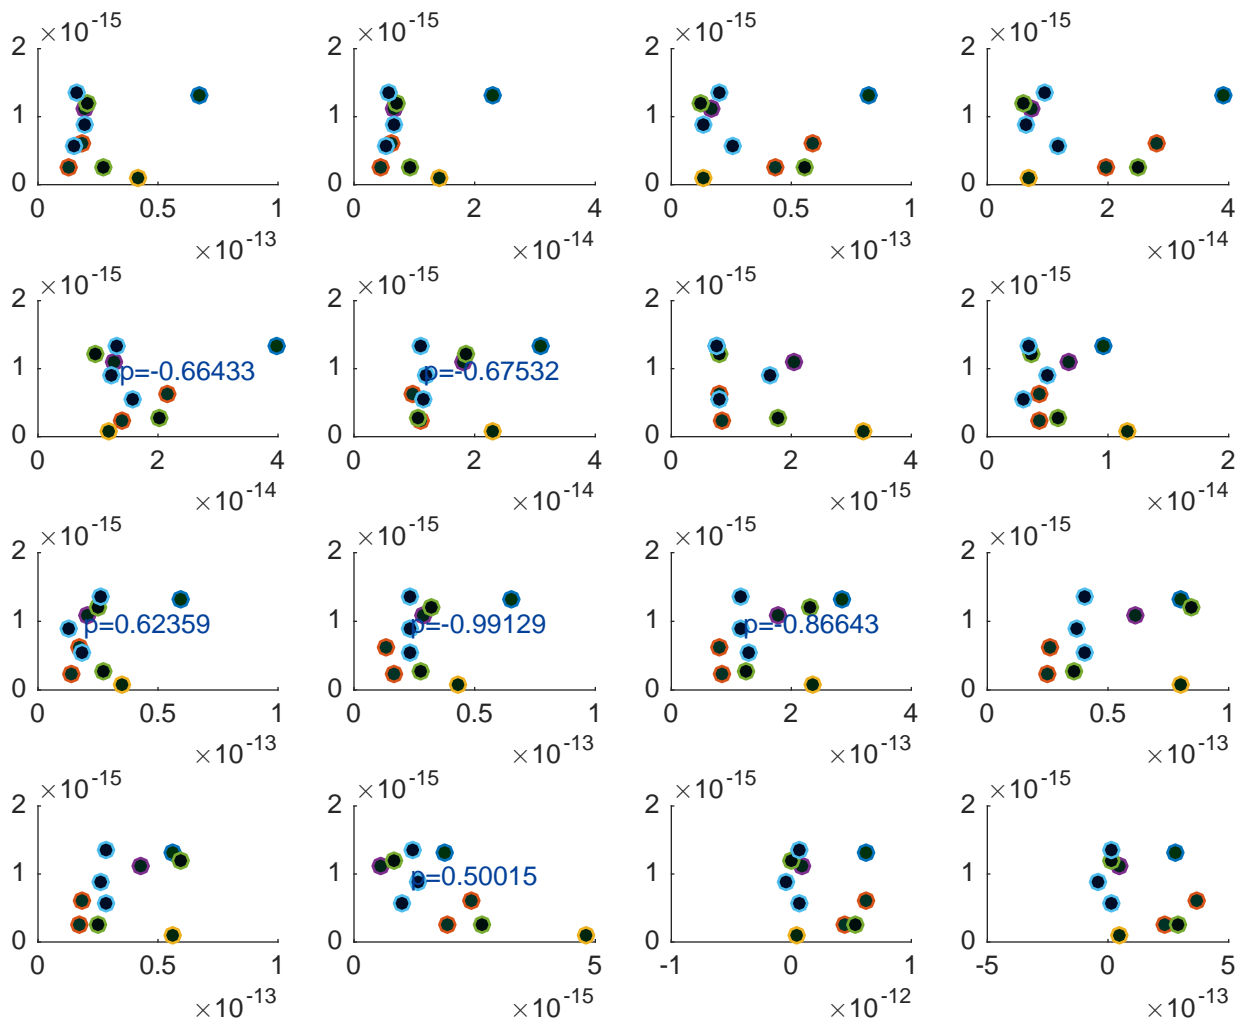 ×10-15 ×10-15 ×10-15 ×10-15
2 2 2 2
1 1 1 1
0 0 0 0
0 0.5 1 0 2 4 0 0.5 1 0 2 4
×10-13 ×10-14 ×10-13 ×10-14
×10-15 ×10-15 ×10-15 ×10-15
2 2 2 2
1 p=-0.66433 1 p=-0.67532 1 1
0 0 0 0
0 2 4 0 2 4 0 2 4 0 1 2
×10-14 ×10-14 ×10-15 ×10-14
×10-15 ×10-15 ×10-15 ×10-15
2 2 2 2
1 p=0.62359 1 p=-0.99129 1 p=-0.86643 1
0 0 0 0
0 0.5 1 0 0.5 1 0 2 4 0 0.5 1
×10-13 ×10-13 ×10-13 ×10-13
×10-15 ×10-15 ×10-15 ×10-15
2 2 2 2
1 1 p=0.50015 1 1
0 0 0 0
0 0.5 1 0 5 -1 0 1 -5 0 5
×10-13 ×10-15 ×10-12 ×10-13